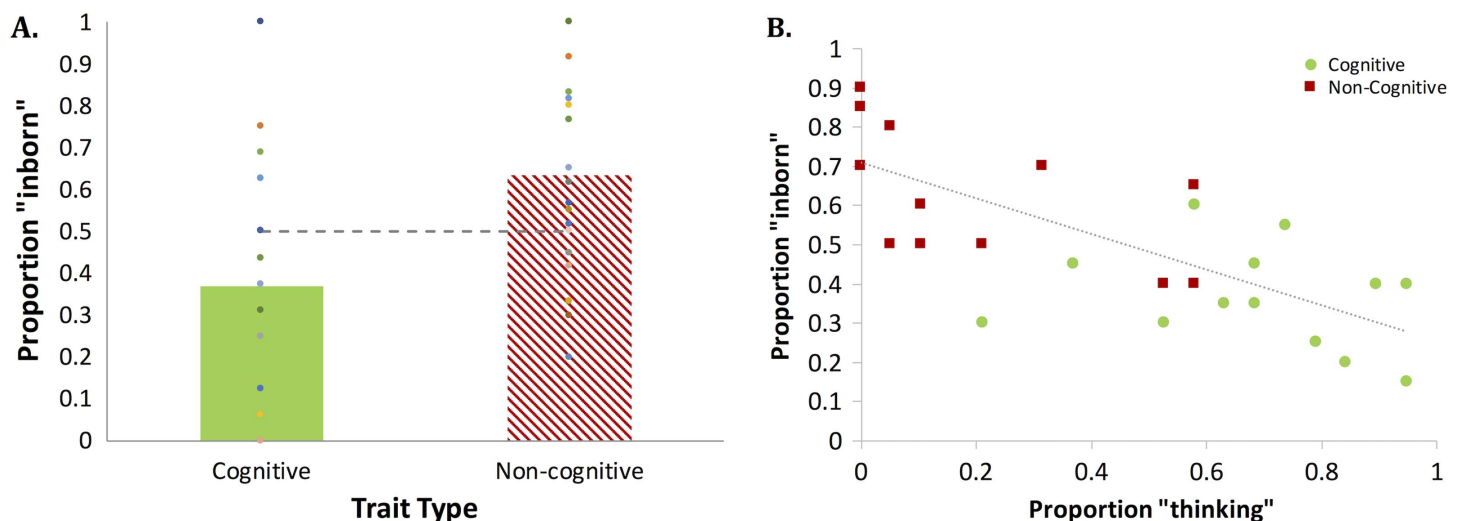 A.
Proportion "inborn"
1
0.9
0.8
0.7
0.6
0.5
0.4
0.3
0.2
0.1
0
Cognitive Non-cognitive
Trait Type
B.
Proportion "inborn"
1
0.9
0.8
0.7
0.6
0.5
0.4
0.3
0.2
0.1
0
0 0.2 0.4 0.6 0.8 1
Proportion "thinking"
Cognitive
Non-Cognitive